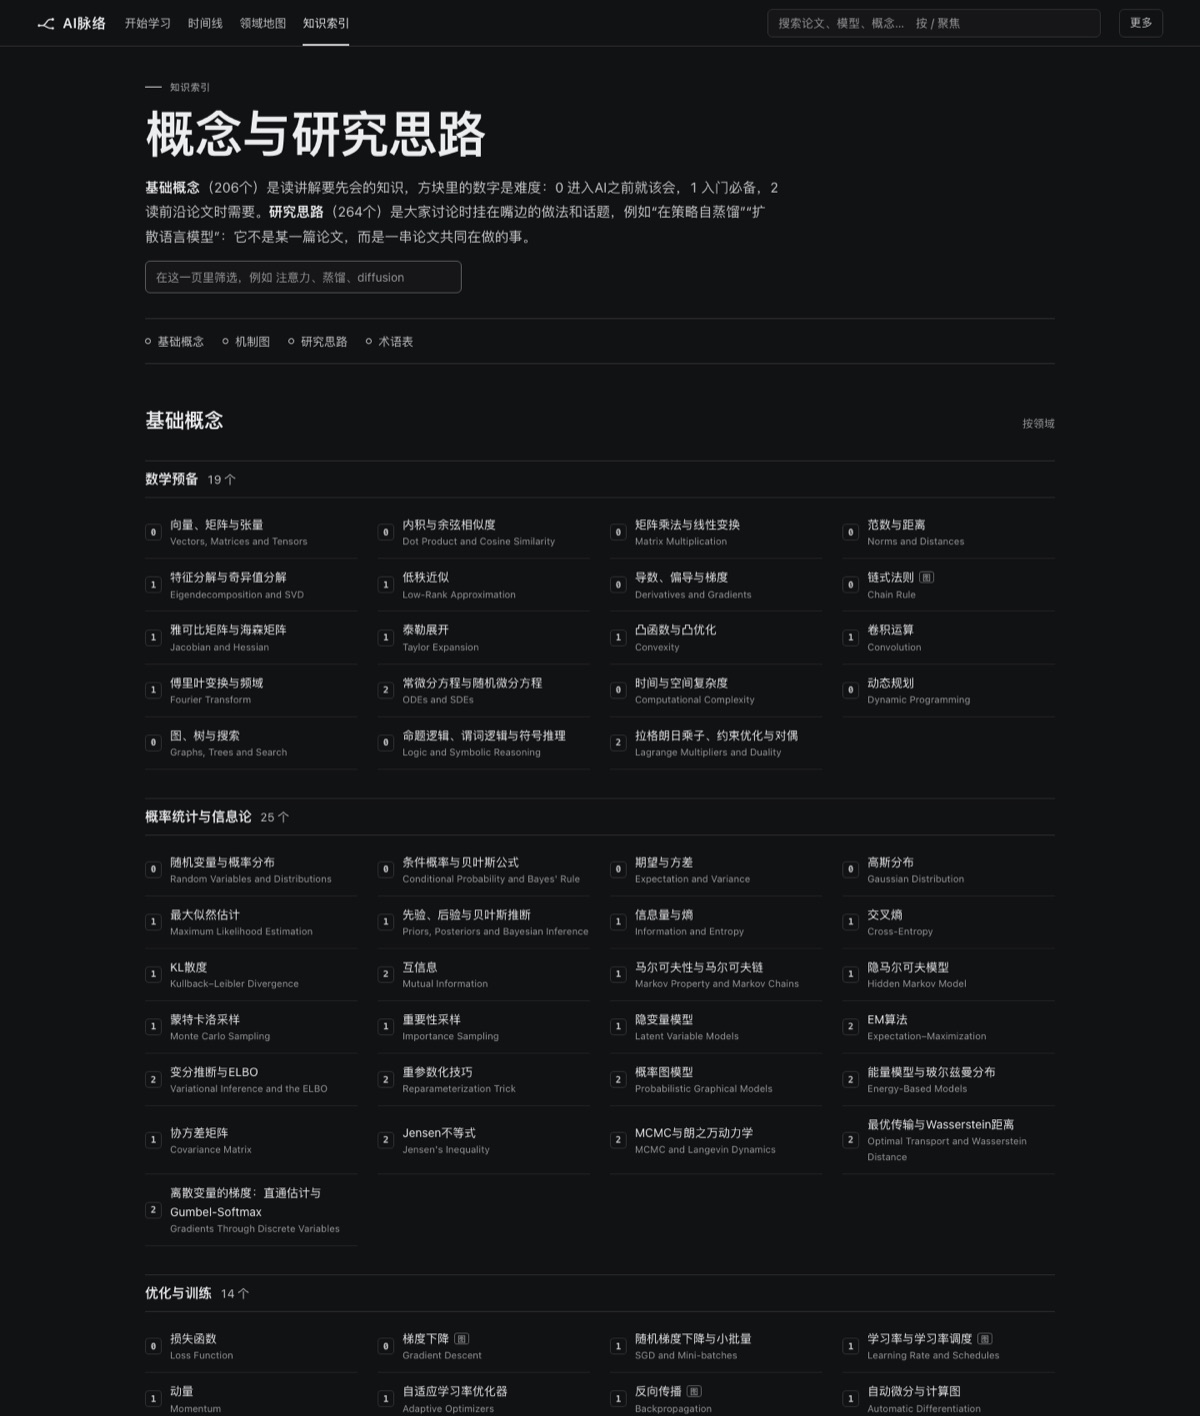 AI脉络 开始学习 时间线 领域地图 知识索引 搜索论文、模型、概念... 按 / 聚焦 更多
知识索引
概念与研究思路
基础概念（206个）是读讲解要先会的知识，方块里的数字是难度：0 进入AI之前就该会，1 入门必备，2
读前沿论文时需要。研究思路（264个）是大家讨论时挂在嘴边的做法和话题，例如“在策略自蒸馏”“扩
散语言模型”：它不是某一篇论文，而是一串论文共同在做的事。
在这一页里筛选，例如 注意力、蒸馏、diffusion
基础概念 机制图 研究思路 术语表
基础概念 按领域
数学预备 19 个
0 向量、矩阵与张量
Vectors, Matrices and Tensors
0 内积与余弦相似度
Dot Product and Cosine Similarity
0 矩阵乘法与线性变换
Matrix Multiplication
0 范数与距离
Norms and Distances
1 特征分解与奇异值分解
Eigendecomposition and SVD
1 低秩近似
Low-Rank Approximation
0 导数、偏导与梯度
Derivatives and Gradients
0 链式法则 图
Chain Rule
1 雅可比矩阵与海森矩阵
Jacobian and Hessian
1 泰勒展开
Taylor Expansion
1 凸函数与凸优化
Convexity
1 卷积运算
Convolution
1 傅里叶变换与频域
Fourier Transform
2 常微分方程与随机微分方程
ODEs and SDEs
0 时间与空间复杂度
Computational Complexity
0 动态规划
Dynamic Programming
0 图、树与搜索
Graphs, Trees and Search
0 命题逻辑、谓词逻辑与符号推理
Logic and Symbolic Reasoning
2 拉格朗日乘子、约束优化与对偶
Lagrange Multipliers and Duality
概率统计与信息论 25 个
0 随机变量与概率分布
Random Variables and Distributions
0 条件概率与贝叶斯公式
Conditional Probability and Bayes' Rule
0 期望与方差
Expectation and Variance
0 高斯分布
Gaussian Distribution
1 最大似然估计
Maximum Likelihood Estimation
1 先验、后验与贝叶斯推断
Priors, Posteriors and Bayesian Inference
1 信息量与熵
Information and Entropy
1 交叉熵
Cross-Entropy
1 KL散度
Kullback–Leibler Divergence
2 互信息
Mutual Information
1 马尔可夫性与马尔可夫链
Markov Property and Markov Chains
1 隐马尔可夫模型
Hidden Markov Model
1 蒙特卡洛采样
Monte Carlo Sampling
1 重要性采样
Importance Sampling
1 隐变量模型
Latent Variable Models
2 EM算法
Expectation–Maximization
2 变分推断与ELBO
Variational Inference and the ELBO
2 重参数化技巧
Reparameterization Trick
2 概率图模型
Probabilistic Graphical Models
2 能量模型与玻尔兹曼分布
Energy-Based Models
1 协方差矩阵
Covariance Matrix
2 Jensen不等式
Jensen's Inequality
2 MCMC与朗之万动力学
MCMC and Langevin Dynamics
2 最优传输与Wasserstein距离
Optimal Transport and Wasserstein
Distance
2 离散变量的梯度：直通估计与
Gumbel-Softmax
Gradients Through Discrete Variables
优化与训练 14 个
0 损失函数
Loss Function
0 梯度下降 图
Gradient Descent
1 随机梯度下降与小批量
SGD and Mini-batches
1 学习率与学习率调度 图
Learning Rate and Schedules
1 动量
Momentum
1 自适应学习率优化器
Adaptive Optimizers
1 反向传播 图
Backpropagation
1 自动微分与计算图
Automatic Differentiation